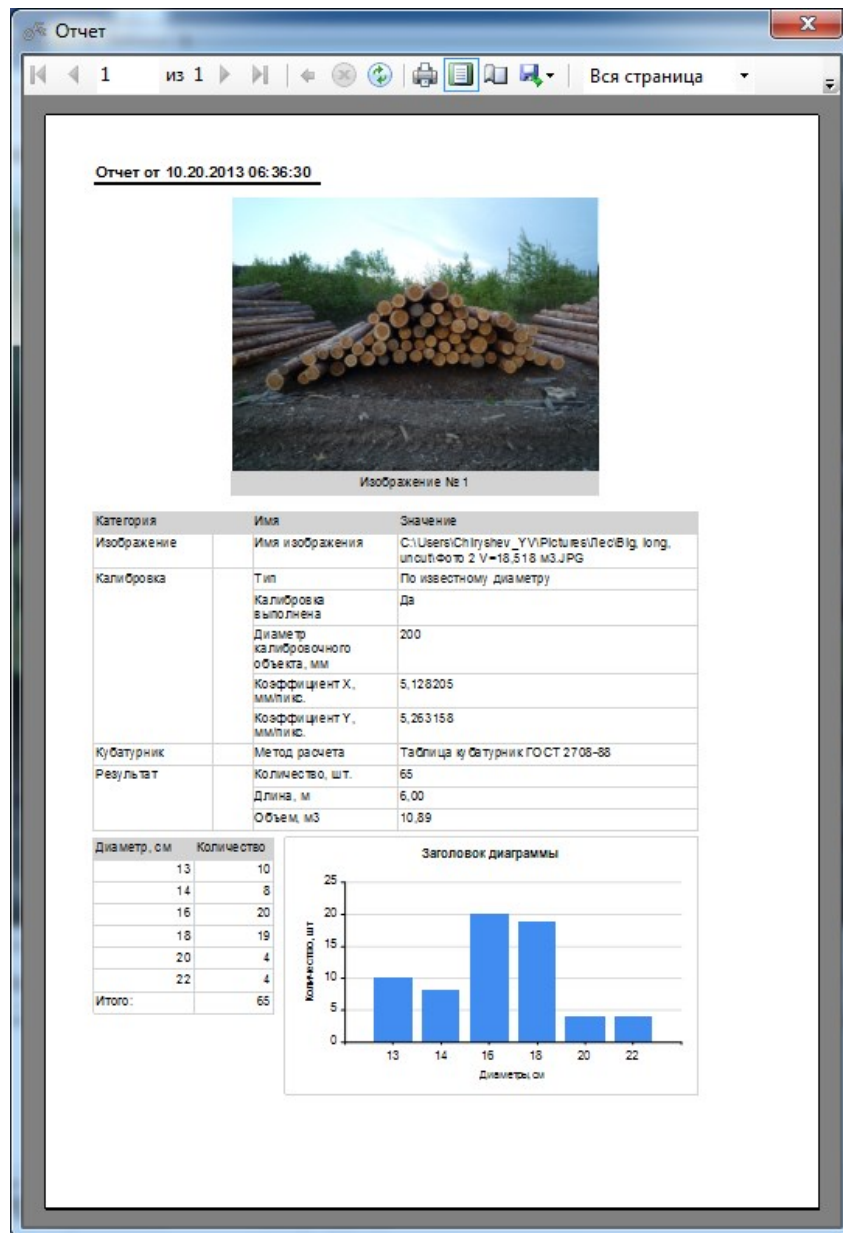 Отчет
1 из 1 Вся страница
Отчет от 10.20.2013 06:36:30
Изображение № 1
Категория Имя Значение
Изображение Имя изображения C:\Users\Chiryshev_YV\Pictures\Лес\Big, long,
uncut\Фото 2 V=18,518 м3.JPG
Калибровка Тип По известному диаметру
Калибровка Да
выполнена
Диаметр 200
калибровочного
объекта, мм
Коэффициент X, 5,128205
мм/пикс.
Коэффициент Y, 5,263158
мм/пикс.
Кубатурник Метод расчета Таблица кубатурник ГОСТ 2708-88
Результат Количество, шт. 65
Длина, м 6,00
Объем, м3 10,89
Диаметр, см Количество
13 10
14 8
16 20
18 19
20 4
22 4
Итого: 65
Заголовок диаграммы
Количество, шт
25
20
15
10
5
0
13 14 16 18 20 22
Диаметры, см